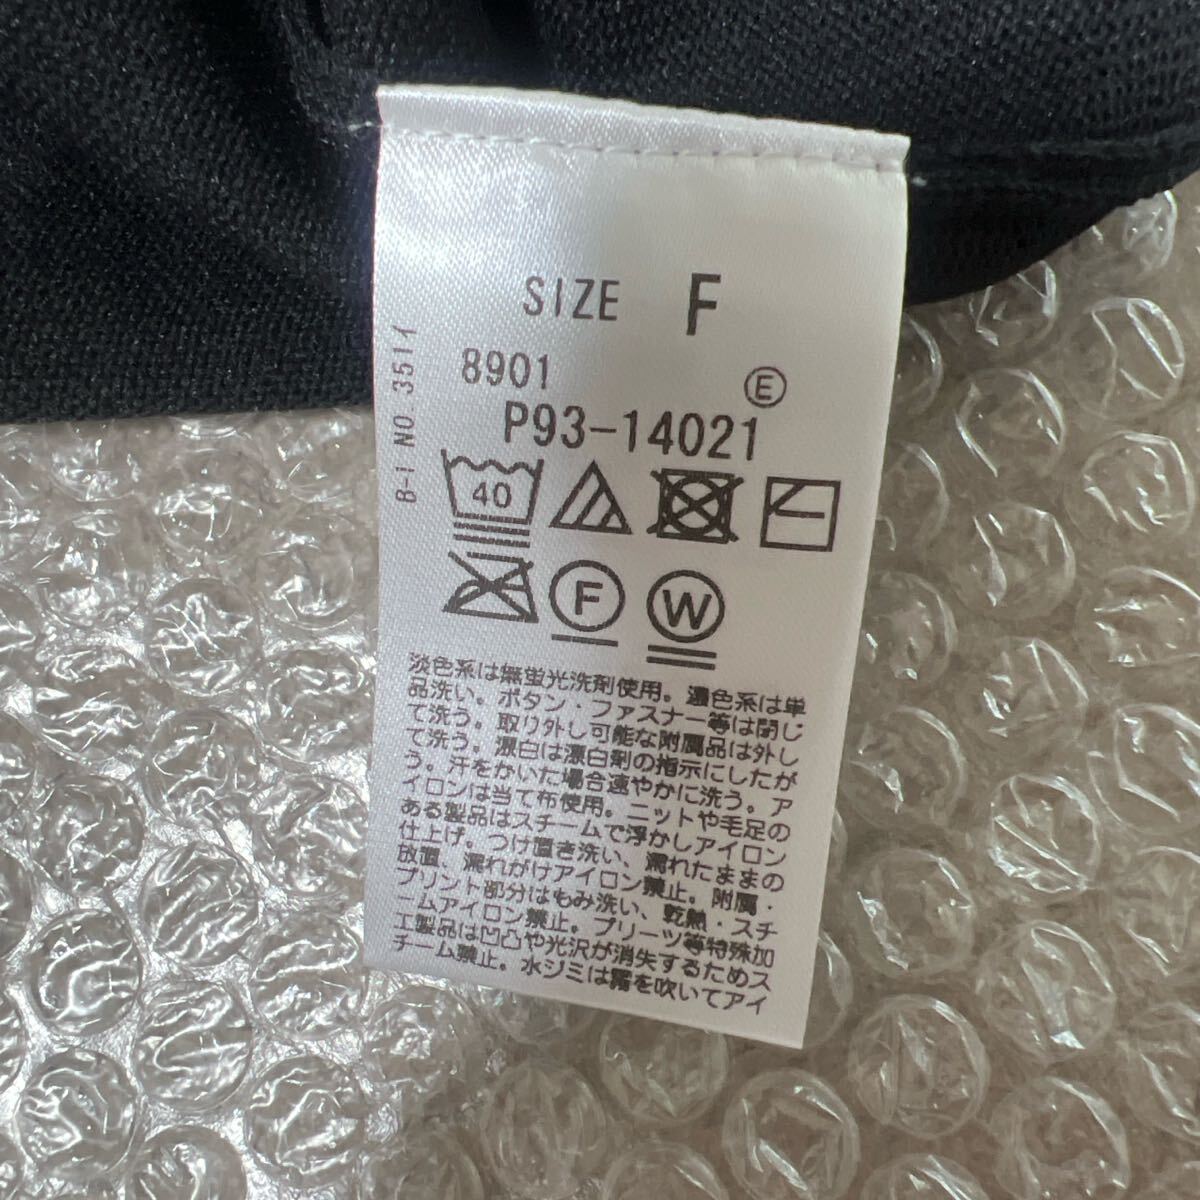 SIZE F
8901 Ⓔ
P93-14021
B-I NO. 351イ
40
F W
淡色系は無蛍光洗剤使用。濃色系は単
品洗い。ボタン・ファスナー等は閉じ
て洗う。取り外し可能な附属品は外し
て洗う。漂白は漂白剤の指示にしたが
う。汗をかいた場合速やかに洗う。ア
イロンは当て布使用。ニットや毛足の
ある製品はスチームで浮かしアイロン
仕上げ。つけ置き洗い、濡れたままの
放置、濡れがけアイロン禁止。附属・
プリント部分はもみ洗い、乾熱・スチ
ームアイロン禁止。プリーツ等特殊加
工製品は凹凸や光沢が消失するためス
チーム禁止。水ジミは霧を吹いてアイ